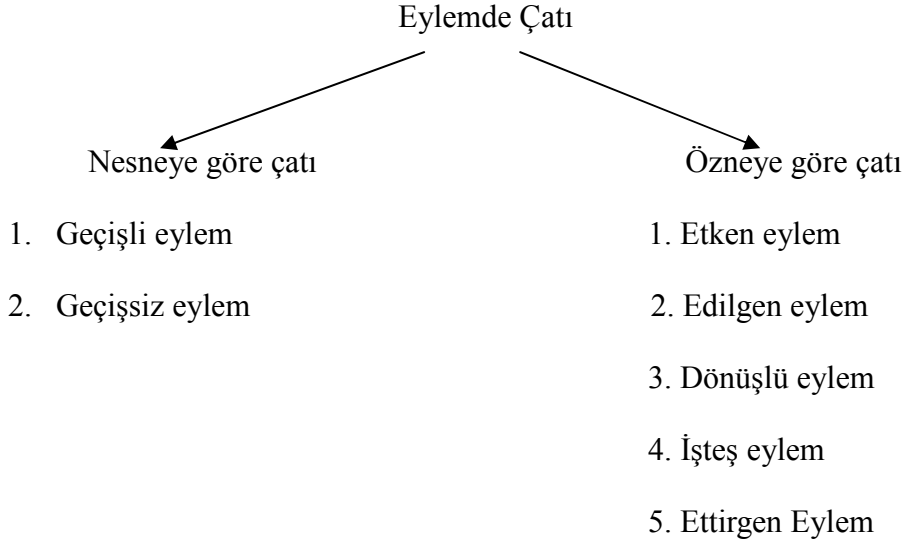 Eylemde Çatı
Nesneye göre çatı
1. Geçişli eylem
2. Geçişsiz eylem
Özneye göre çatı
1. Etken eylem
2. Edilgen eylem
3. Dönüşlü eylem
4. İşteş eylem
5. Ettirgen Eylem